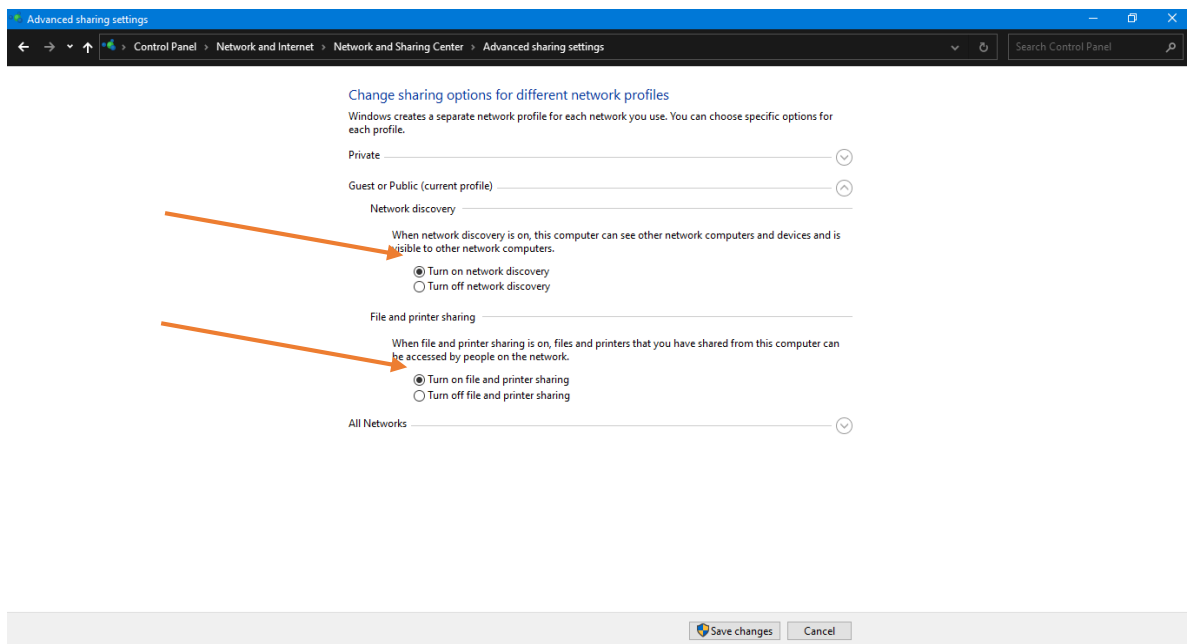 Advanced sharing settings
Control Panel › Network and Internet › Network and Sharing Center › Advanced sharing settings
Search Control Panel
Change sharing options for different network profiles
Windows creates a separate network profile for each network you use. You can choose specific options for
each profile.
Private
Guest or Public (current profile)
Network discovery
When network discovery is on, this computer can see other network computers and devices and is
visible to other network computers.
Turn on network discovery
Turn off network discovery
File and printer sharing
When file and printer sharing is on, files and printers that you have shared from this computer can
be accessed by people on the network.
Turn on file and printer sharing
Turn off file and printer sharing
All Networks
Save changes
Cancel